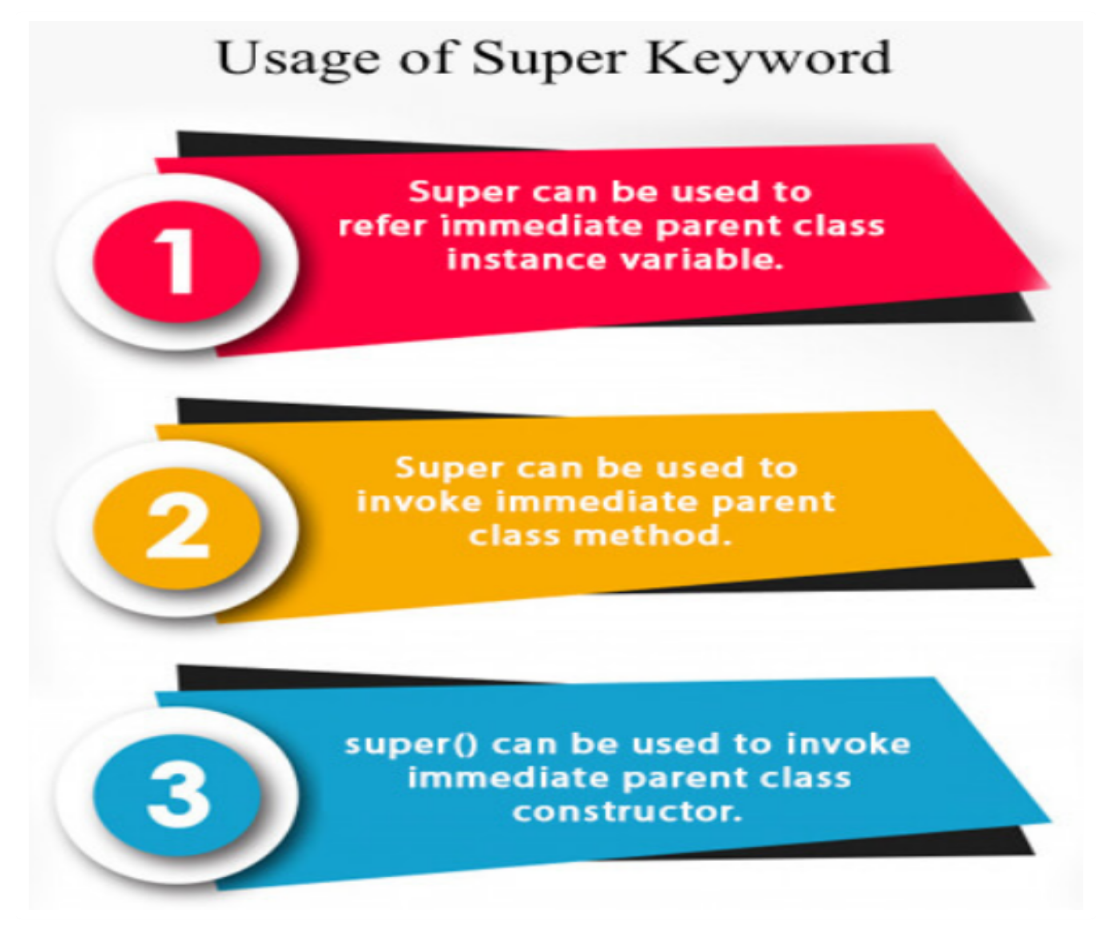 Usage of Super Keyword
1
Super can be used to
refer immediate parent class
instance variable.
2
Super can be used to
invoke immediate parent
class method.
3
super() can be used to invoke
immediate parent class
constructor.